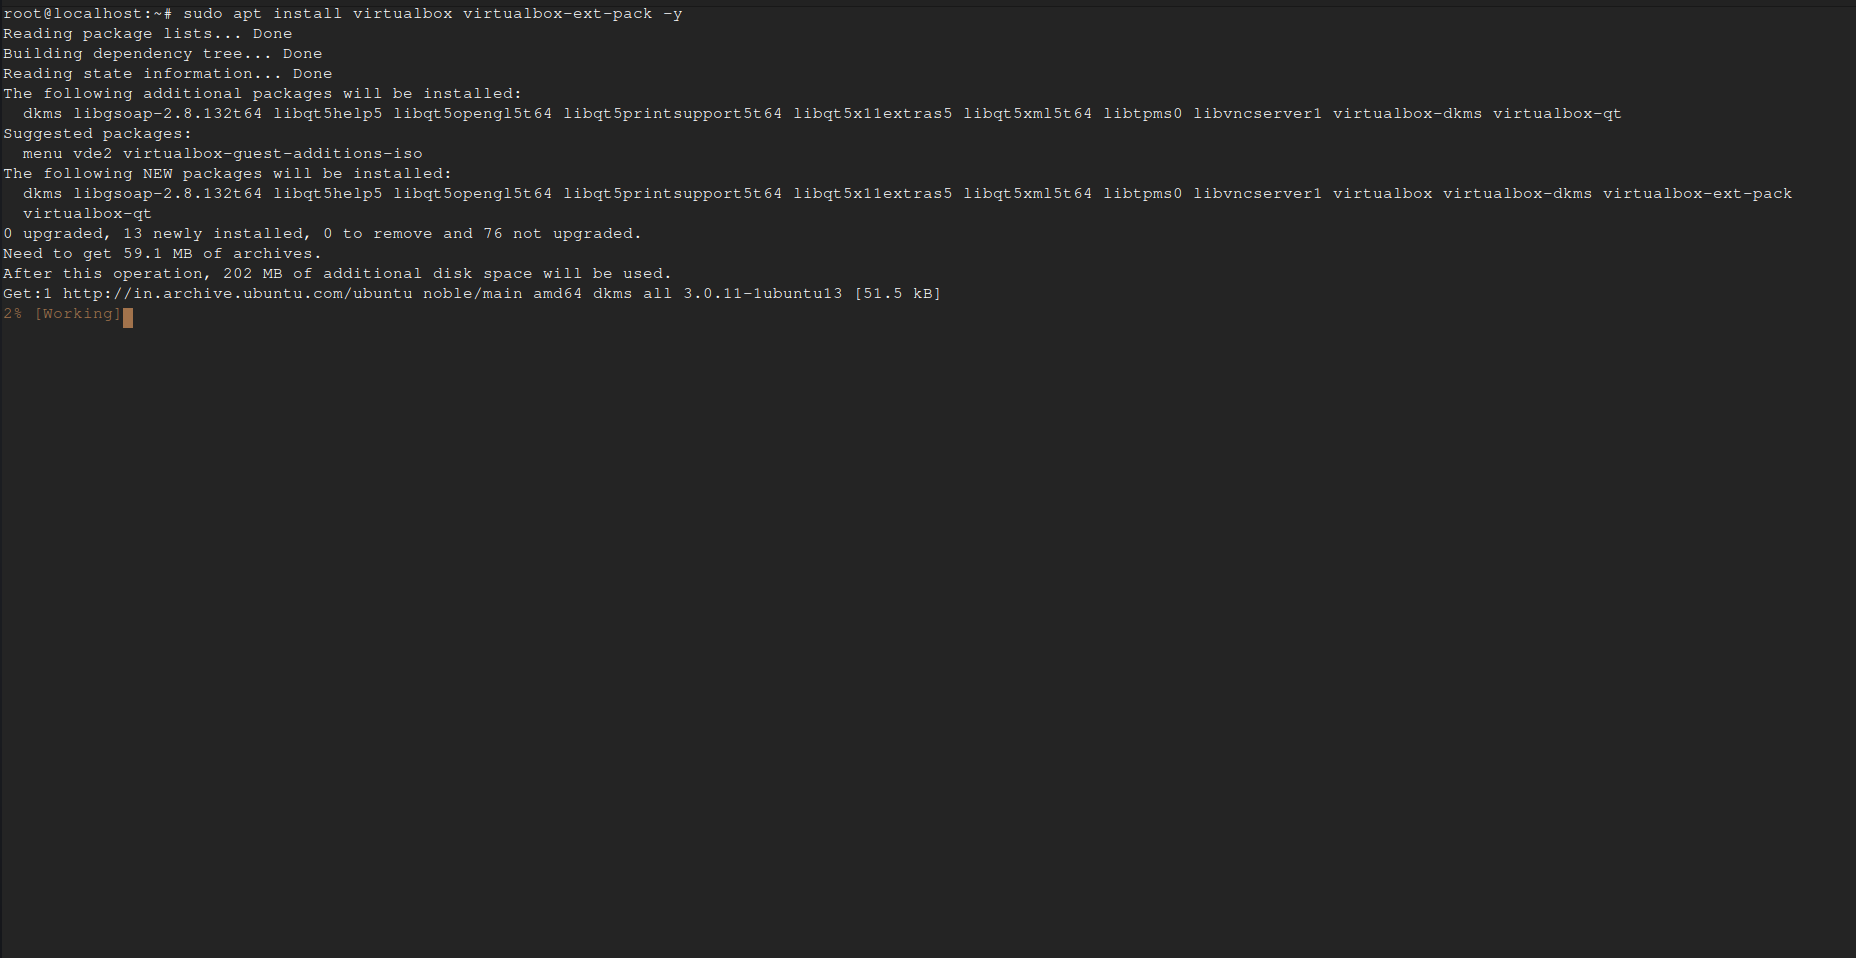 root@localhost:~# sudo apt install virtualbox virtualbox-ext-pack -y
Reading package lists... Done
Building dependency tree... Done
Reading state information... Done
The following additional packages will be installed:
  dkms libgsoap-2.8.132t64 libqt5help5 libqt5opengl5t64 libqt5printsupport5t64 libqt5x11extras5 libqt5xml5t64 libtpms0 libvncserver1 virtualbox-dkms virtualbox-qt
Suggested packages:
  menu vde2 virtualbox-guest-additions-iso
The following NEW packages will be installed:
  dkms libgsoap-2.8.132t64 libqt5help5 libqt5opengl5t64 libqt5printsupport5t64 libqt5x11extras5 libqt5xml5t64 libtpms0 libvncserver1 virtualbox virtualbox-dkms virtualbox-ext-pack
  virtualbox-qt
0 upgraded, 13 newly installed, 0 to remove and 76 not upgraded.
Need to get 59.1 MB of archives.
After this operation, 202 MB of additional disk space will be used.
Get:1 http://in.archive.ubuntu.com/ubuntu noble/main amd64 dkms all 3.0.11-1ubuntu13 [51.5 kB]
2% [Working]